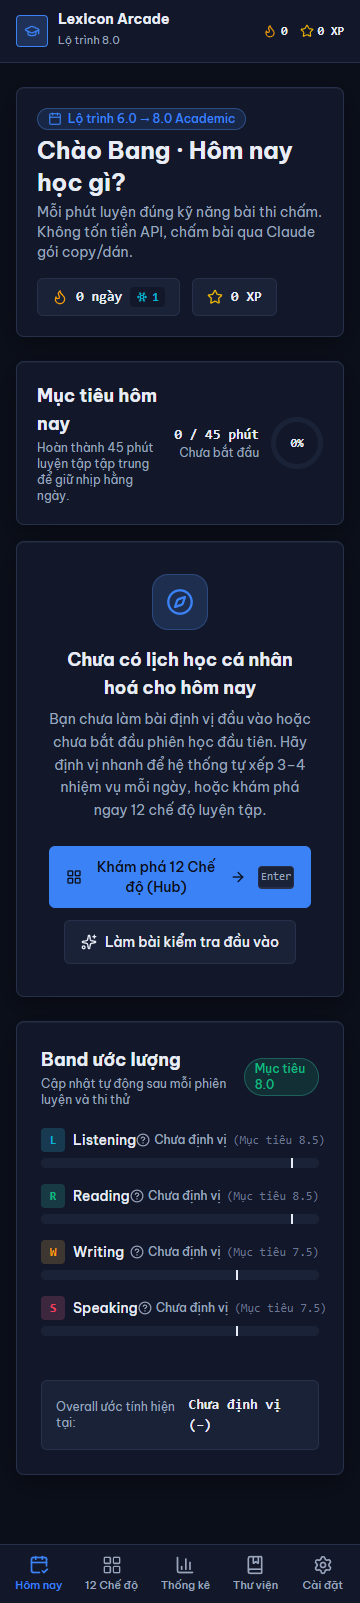 Lexicon Arcade
Lộ trình 8.0
0
0 XP
Lộ trình 6.0 → 8.0 Academic
Chào Bang · Hôm nay
học gì?
Mỗi phút luyện đúng kỹ năng bài thi chấm.
Không tốn tiền API, chấm bài qua Claude
gói copy/dán.
0 ngày
1
0 XP
Mục tiêu hôm
nay
Hoàn thành 45 phút
luyện tập tập trung
để giữ nhịp hằng
ngày.
0 / 45 phút
Chưa bắt đầu
0%
Chưa có lịch học cá nhân
hoá cho hôm nay
Bạn chưa làm bài định vị đầu vào hoặc
chưa bắt đầu phiên học đầu tiên. Hãy
định vị nhanh để hệ thống tự xếp 3–4
nhiệm vụ mỗi ngày, hoặc khám phá
ngay 12 chế độ luyện tập.
Khám phá 12 Chế
độ (Hub)
Enter
Làm bài kiểm tra đầu vào
Band ước lượng
Cập nhật tự động sau mỗi phiên
luyện và thi thử
Mục tiêu
8.0
L Listening Chưa định vị (Mục tiêu 8.5)
R Reading Chưa định vị (Mục tiêu 8.5)
W Writing Chưa định vị (Mục tiêu 7.5)
S Speaking Chưa định vị (Mục tiêu 7.5)
Overall ước tính hiện
tại:
Chưa định vị
(–)
Hôm nay
12 Chế độ
Thống kê
Thư viện
Cài đặt